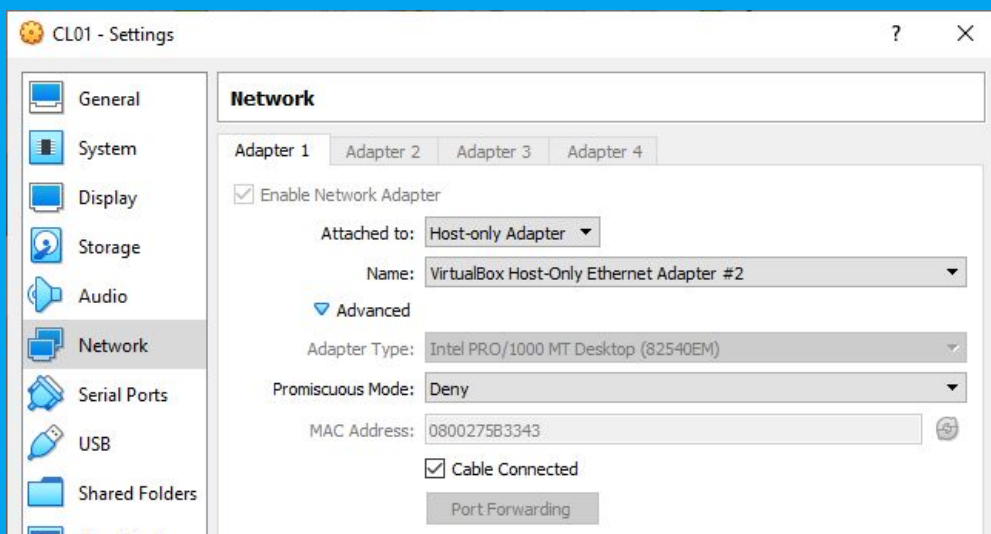 CL01 - Settings ? X
General
System
Display
Storage
Audio
Network
Serial Ports
USB
Shared Folders
Network
Adapter 1 Adapter 2 Adapter 3 Adapter 4
Enable Network Adapter
Attached to: Host-only Adapter
Name: VirtualBox Host-Only Ethernet Adapter #2
Advanced
Adapter Type: Intel PRO/1000 MT Desktop (82540EM)
Promiscuous Mode: Deny
MAC Address: 0800275B3343
Cable Connected
Port Forwarding